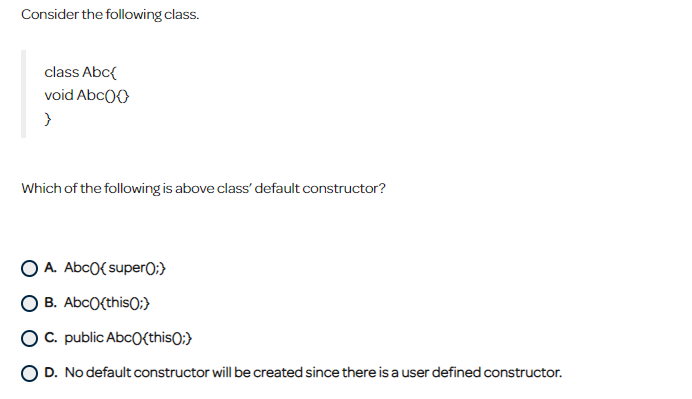 Consider the following class.
class Abc{
void Abc(){}
}
Which of the following is above class' default constructor?
A. Abc(){ super();}
B. Abc(){this();}
C. public Abc(){this();}
D. No default constructor will be created since there is a user defined constructor.